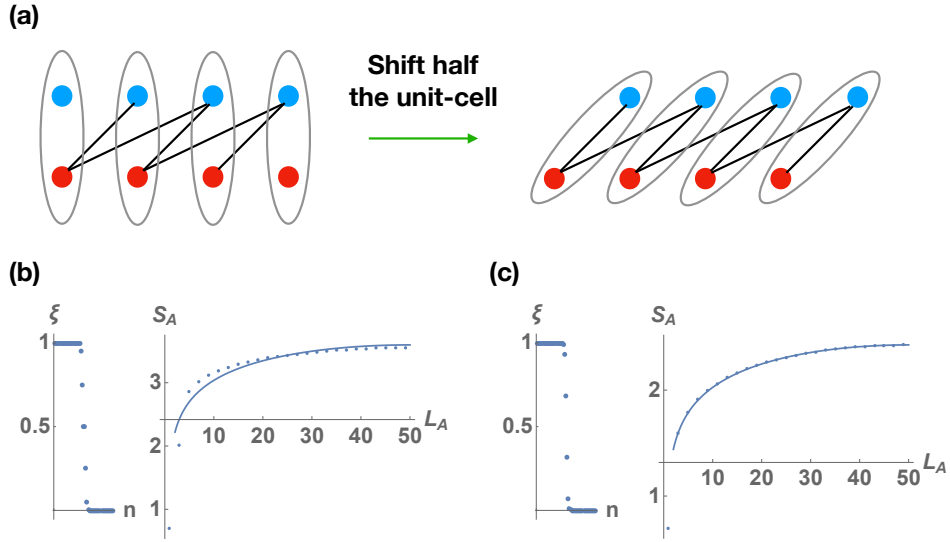 (a)
Shift half
the unit-cell
(b)
ξ
1
0.5
n
S_A
3
2
1
10 20 30 40 50
L_A
(c)
ξ
1
0.5
n
S_A
2
1
10 20 30 40 50
L_A